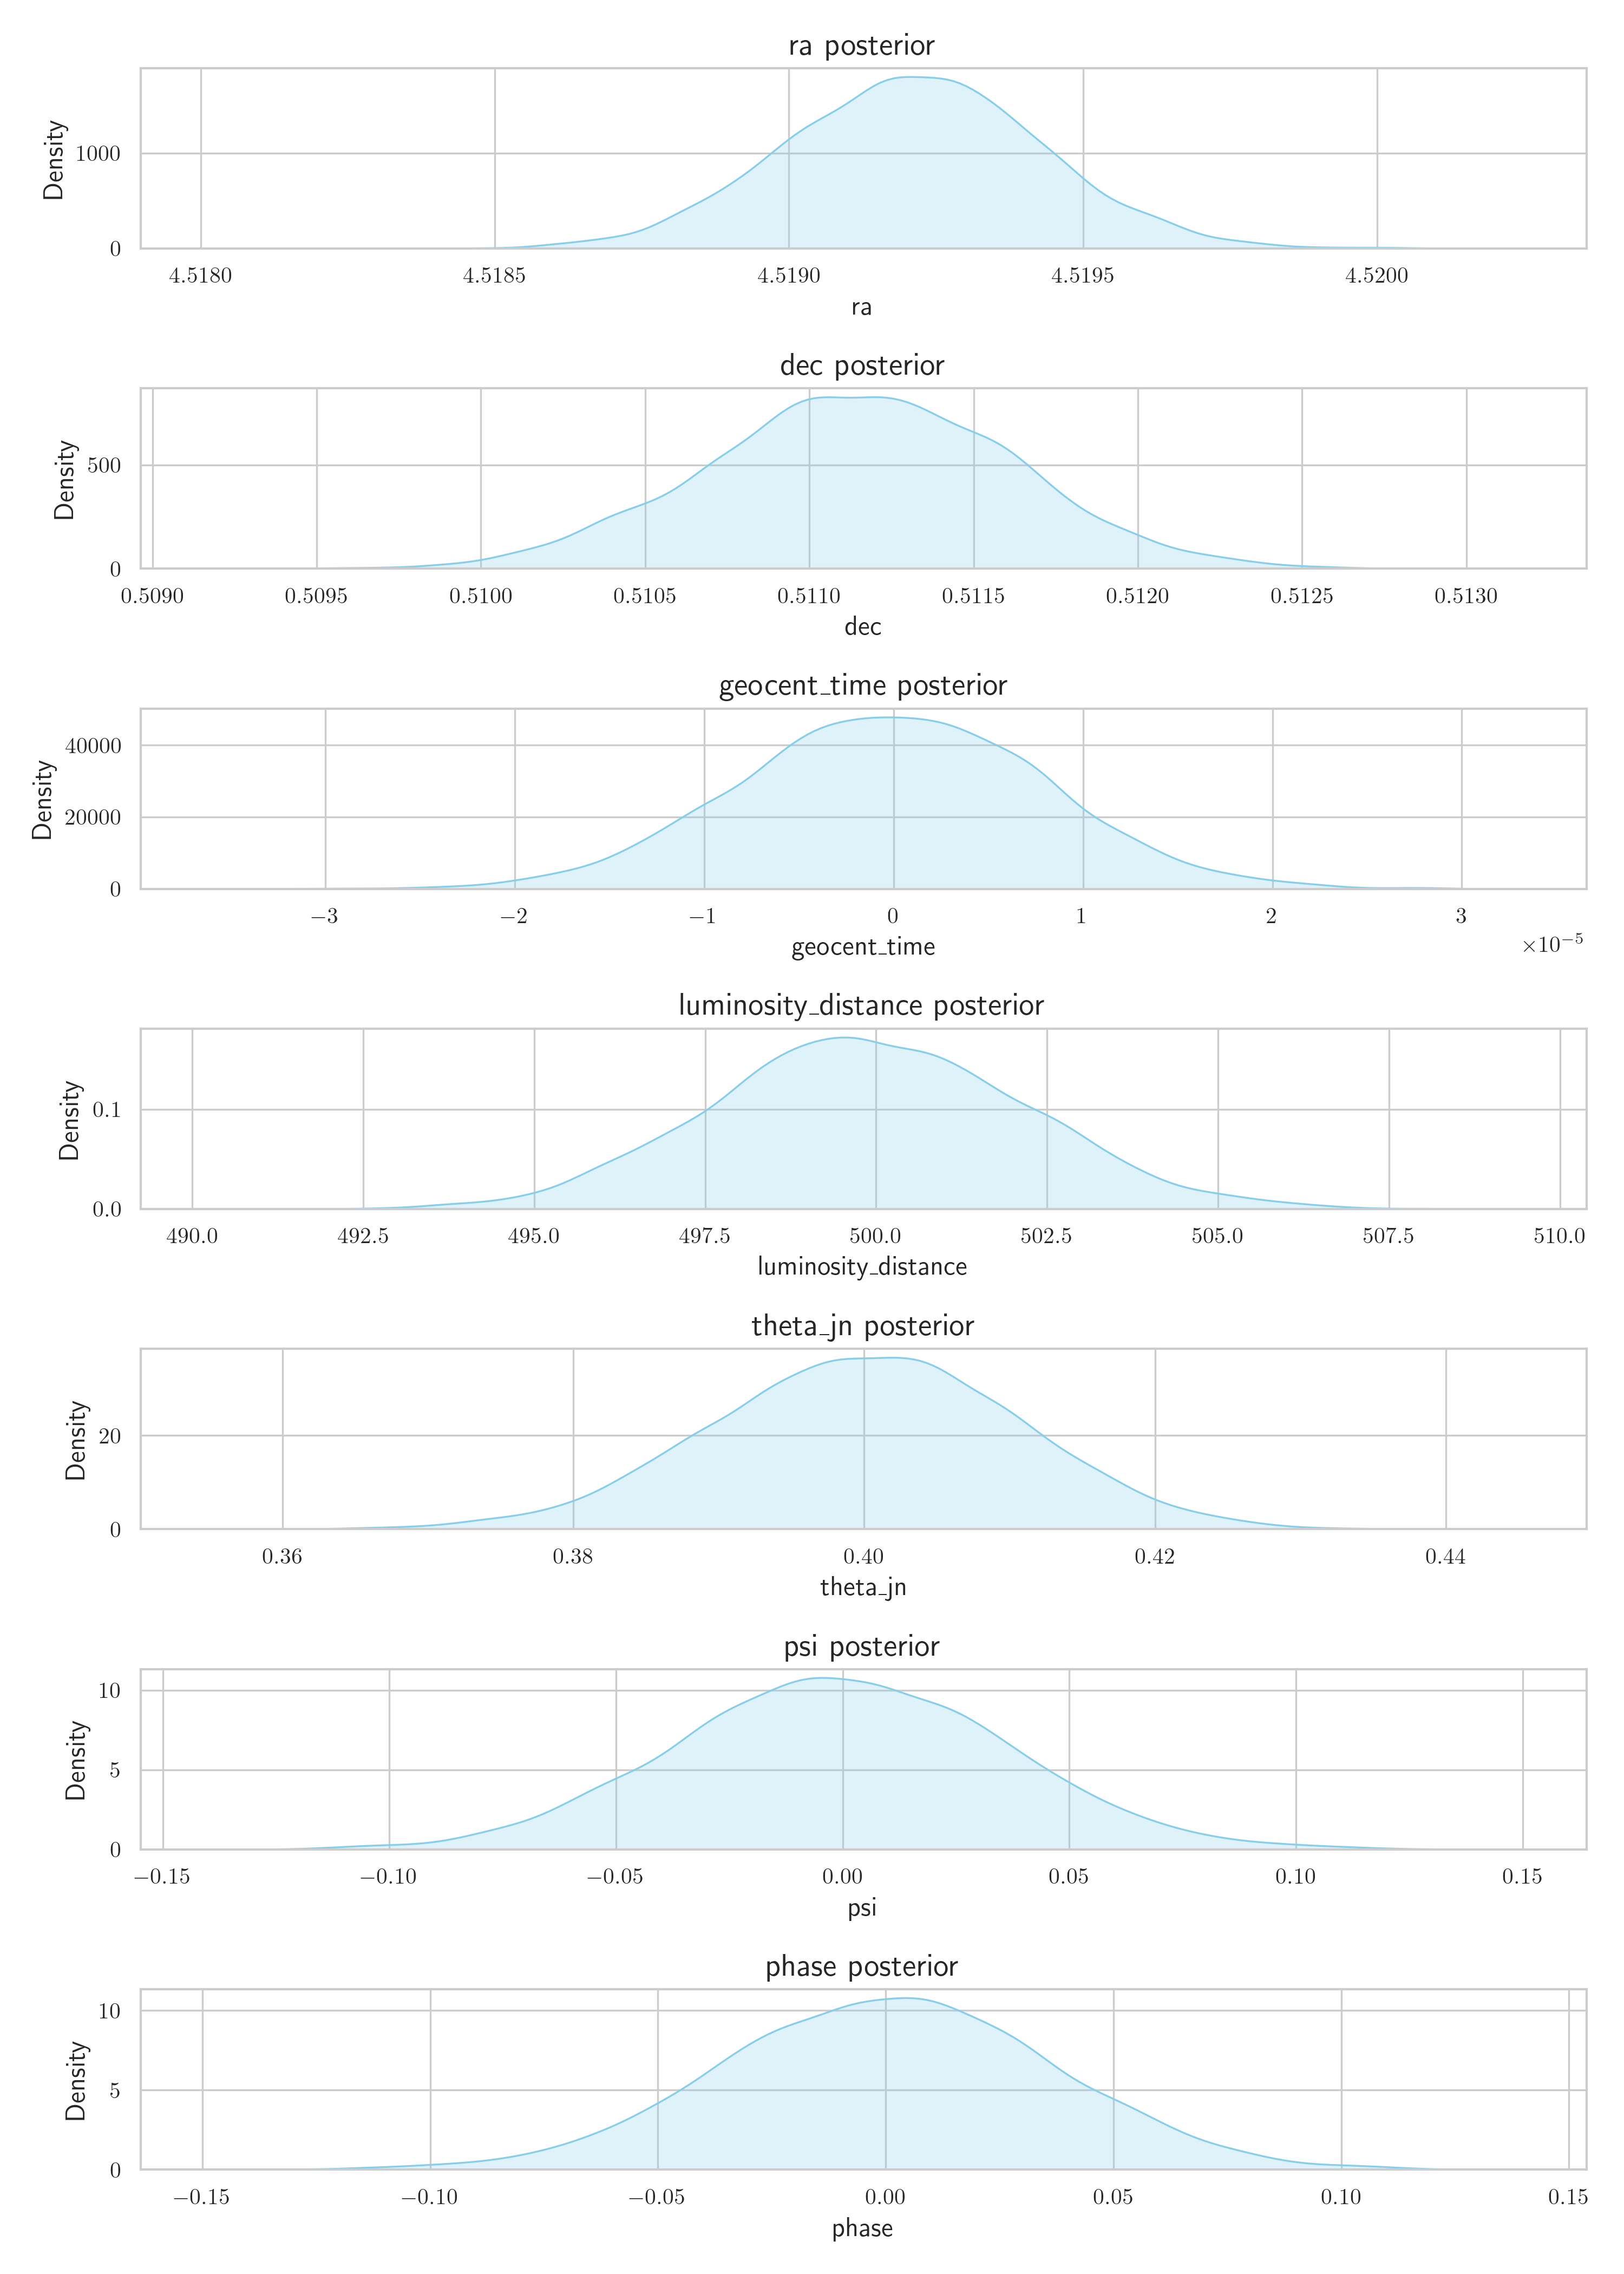 ra posterior
Density
1000
0
4.5180 4.5185 4.5190 4.5195 4.5200
ra
dec posterior
Density
500
0
0.5090 0.5095 0.5100 0.5105 0.5110 0.5115 0.5120 0.5125 0.5130
dec
geocent_time posterior
Density
40000
20000
0
−3 −2 −1 0 1 2 3
×10⁻⁵
geocent_time
luminosity_distance posterior
Density
0.1
0.0
490.0 492.5 495.0 497.5 500.0 502.5 505.0 507.5 510.0
luminosity_distance
theta_jn posterior
Density
20
0
0.36 0.38 0.40 0.42 0.44
theta_jn
psi posterior
Density
10
5
0
−0.15 −0.10 −0.05 0.00 0.05 0.10 0.15
psi
phase posterior
Density
10
5
0
−0.15 −0.10 −0.05 0.00 0.05 0.10 0.15
phase